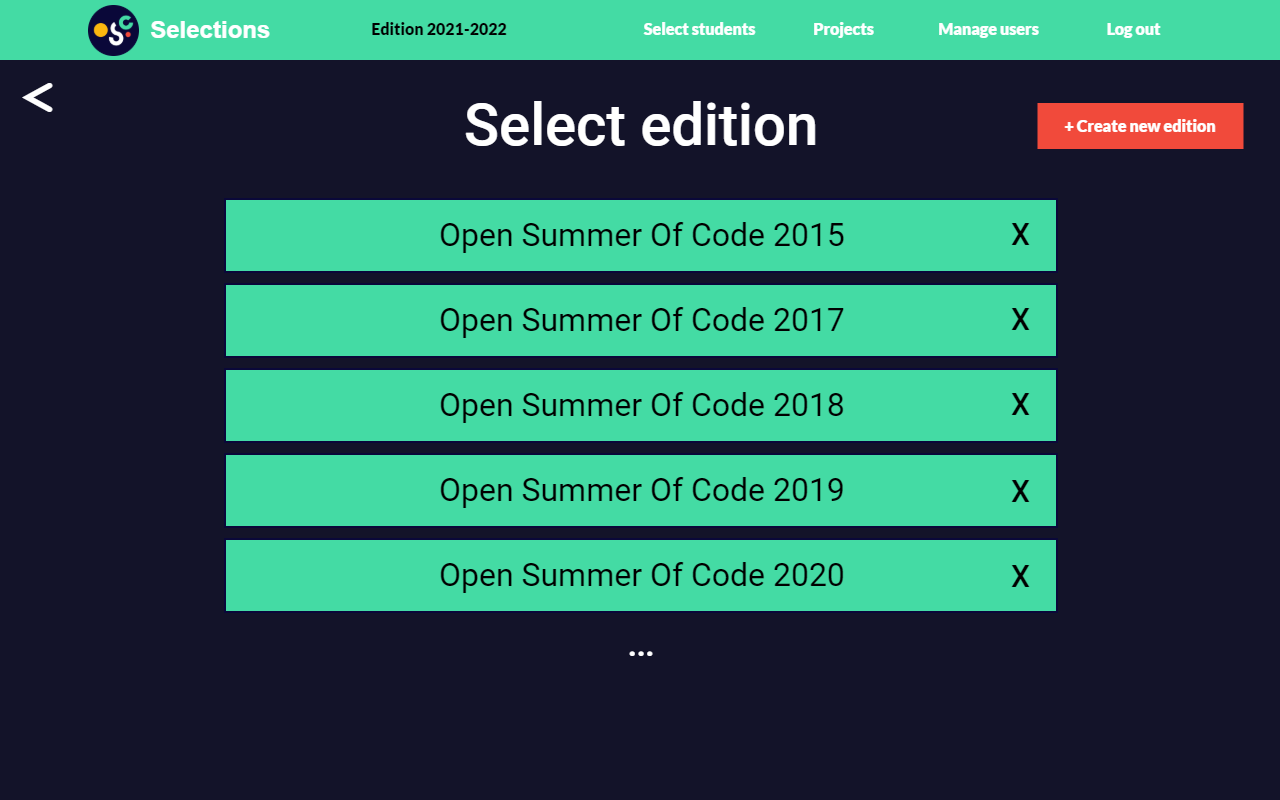 Selections
Edition 2021-2022
Select students
Projects
Manage users
Log out
<
Select edition
+ Create new edition
Open Summer Of Code 2015 X
Open Summer Of Code 2017 X
Open Summer Of Code 2018 X
Open Summer Of Code 2019 X
Open Summer Of Code 2020 X
...